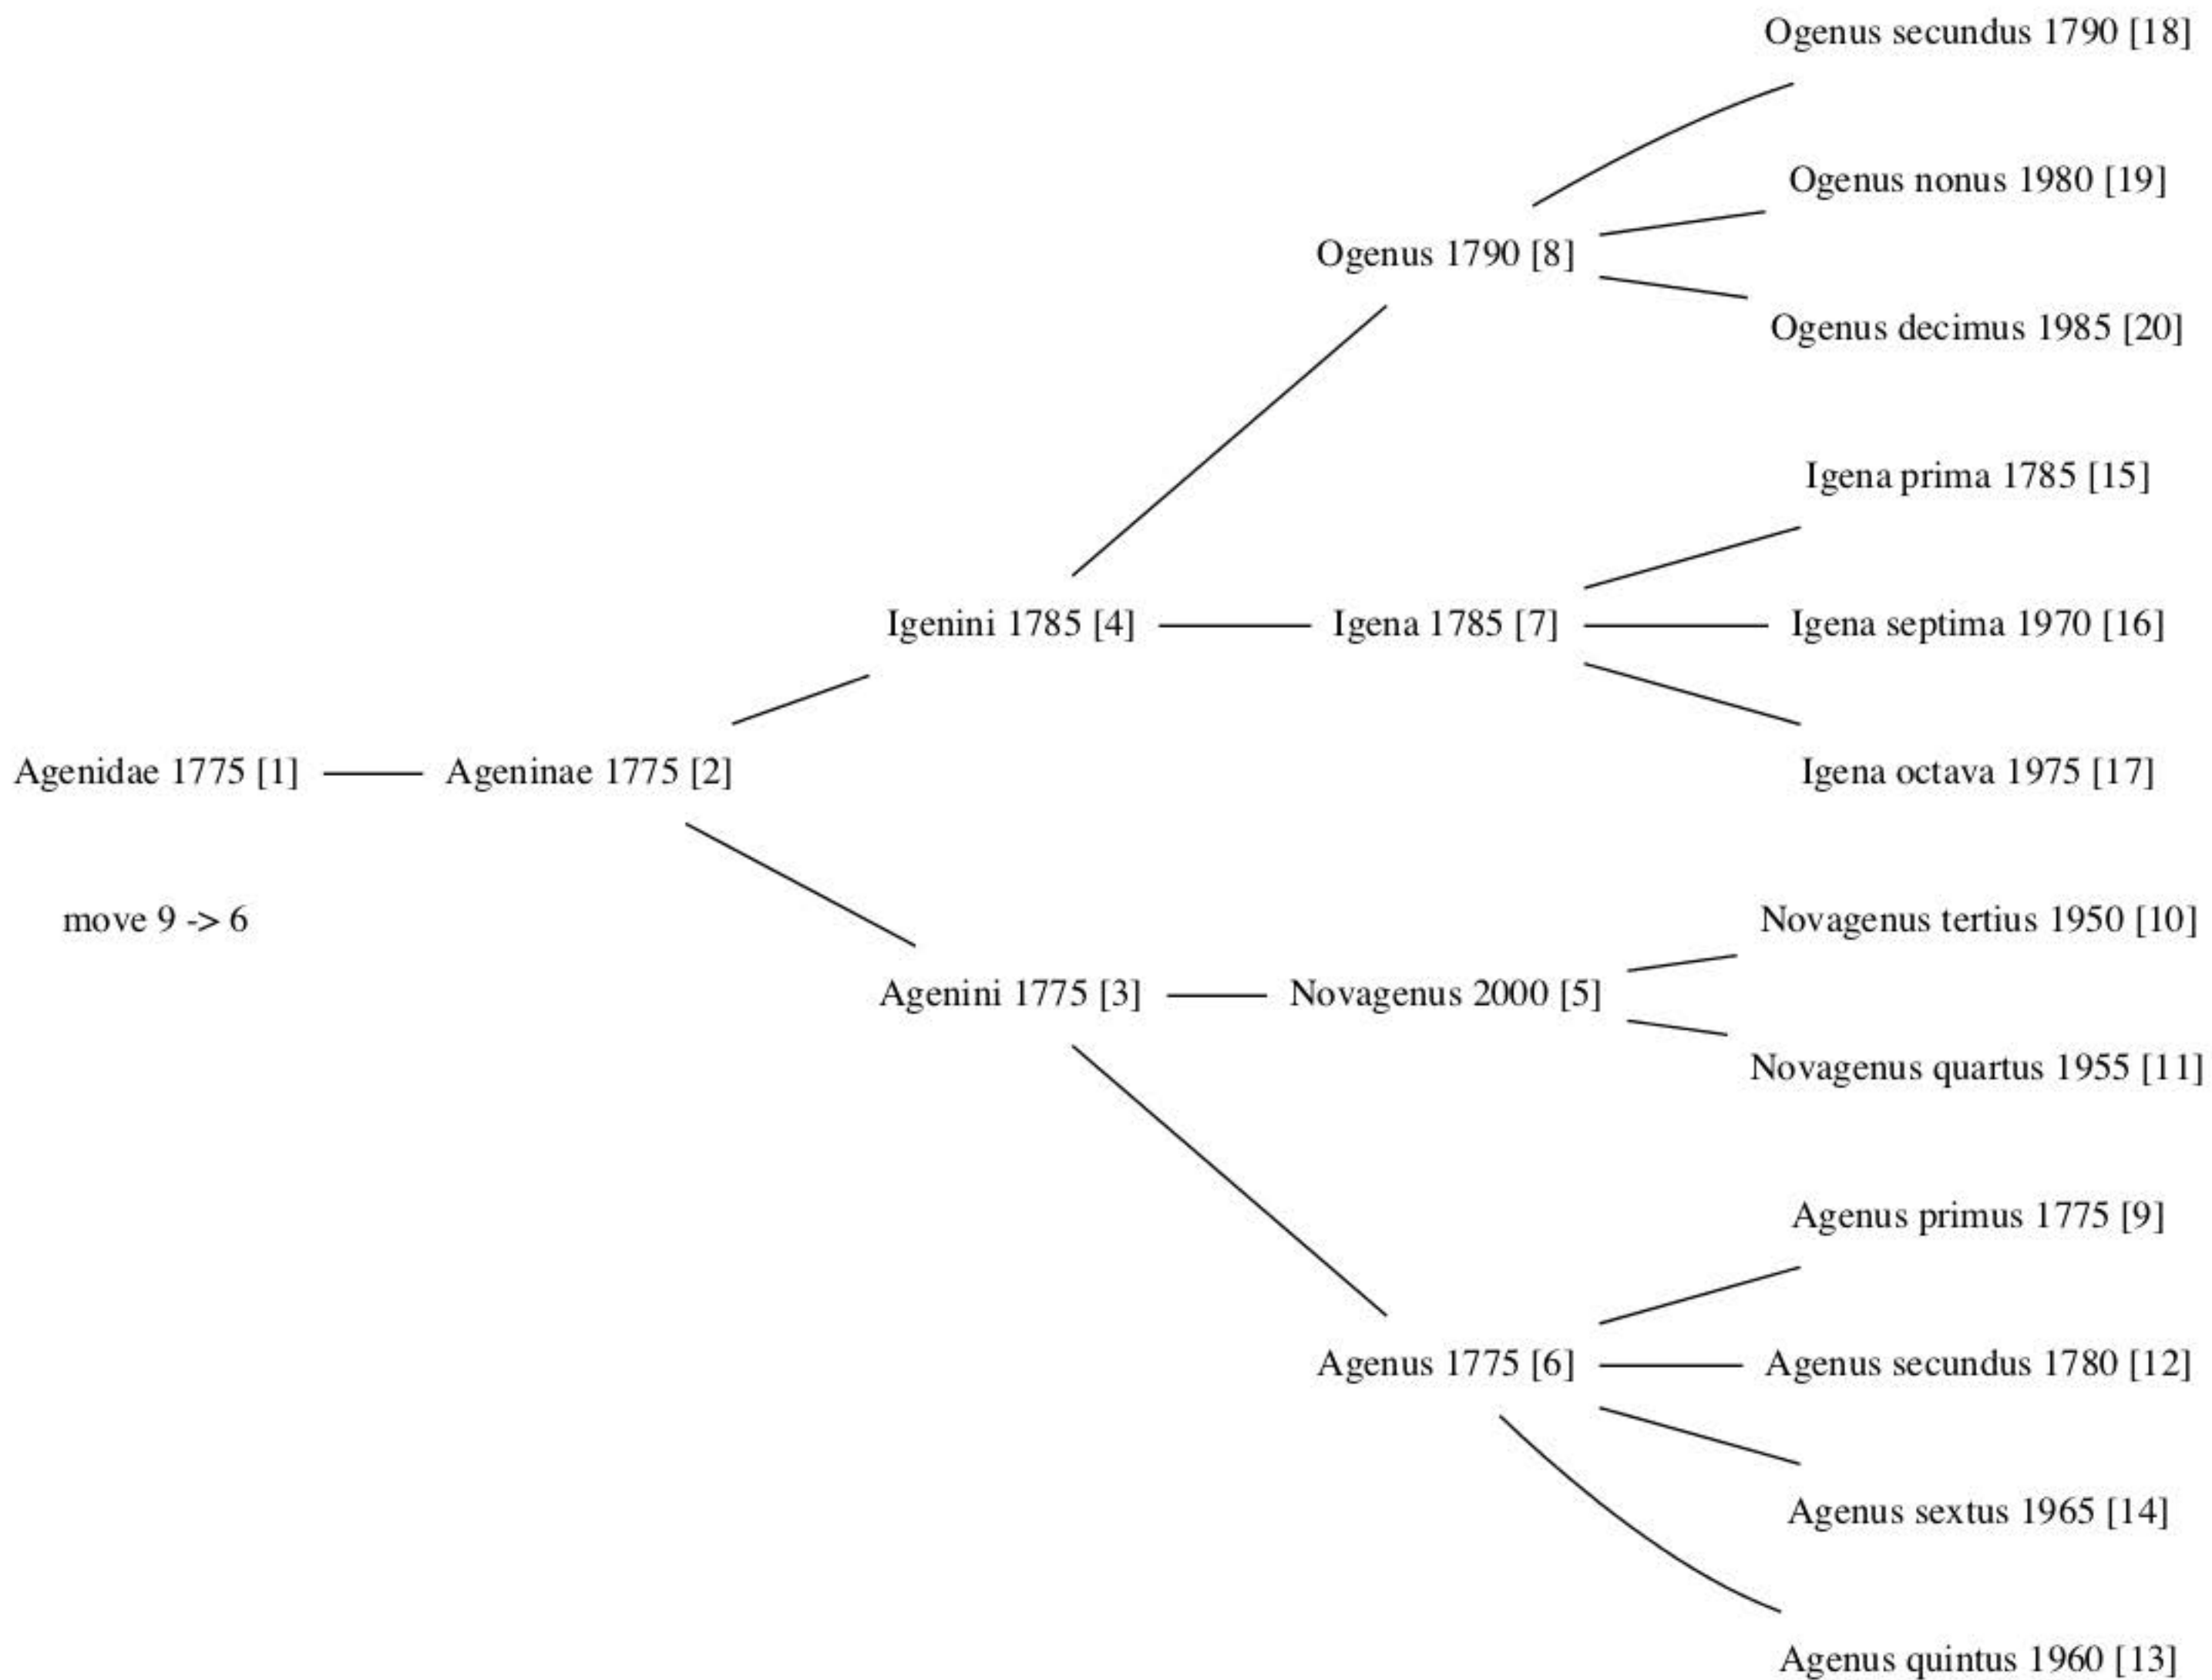 Ogenus secundus 1790 [18]
Ogenus nonus 1980 [19]
Ogenus 1790 [8]
Ogenus decimus 1985 [20]
Igena prima 1785 [15]
Igenini 1785 [4]
Igena 1785 [7]
Igena septima 1970 [16]
Agenidae 1775 [1]
Ageninae 1775 [2]
Igena octava 1975 [17]
move 9 -> 6
Novagenus tertius 1950 [10]
Agenini 1775 [3]
Novagenus 2000 [5]
Novagenus quartus 1955 [11]
Agenus primus 1775 [9]
Agenus 1775 [6]
Agenus secundus 1780 [12]
Agenus sextus 1965 [14]
Agenus quintus 1960 [13]